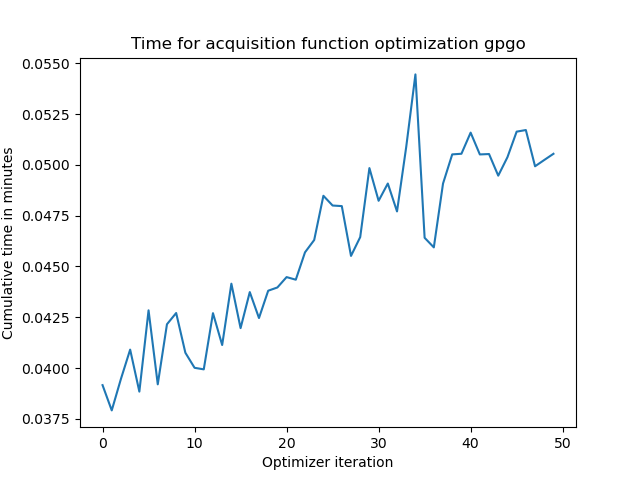 Time for acquisition function optimization gpgo
0.0550
0.0525
0.0500
0.0475
0.0450
0.0425
0.0400
0.0375
Cumulative time in minutes
0 10 20 30 40 50
Optimizer iteration